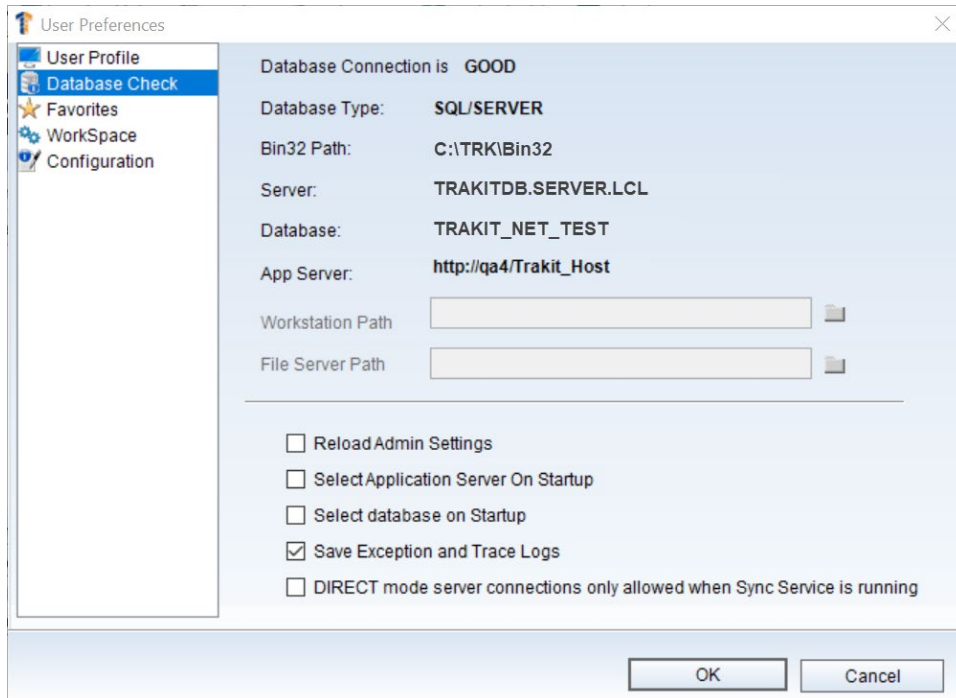 User Preferences
User Profile
Database Check
Favorites
WorkSpace
Configuration
Database Connection is GOOD
Database Type: SQL/SERVER
Bin32 Path: C:\TRK\Bin32
Server: TRAKITDB.SERVER.LCL
Database: TRAKIT_NET_TEST
App Server: http://qa4/Trakit_Host
Workstation Path
File Server Path
Reload Admin Settings
Select Application Server On Startup
Select database on Startup
Save Exception and Trace Logs
DIRECT mode server connections only allowed when Sync Service is running
OK Cancel